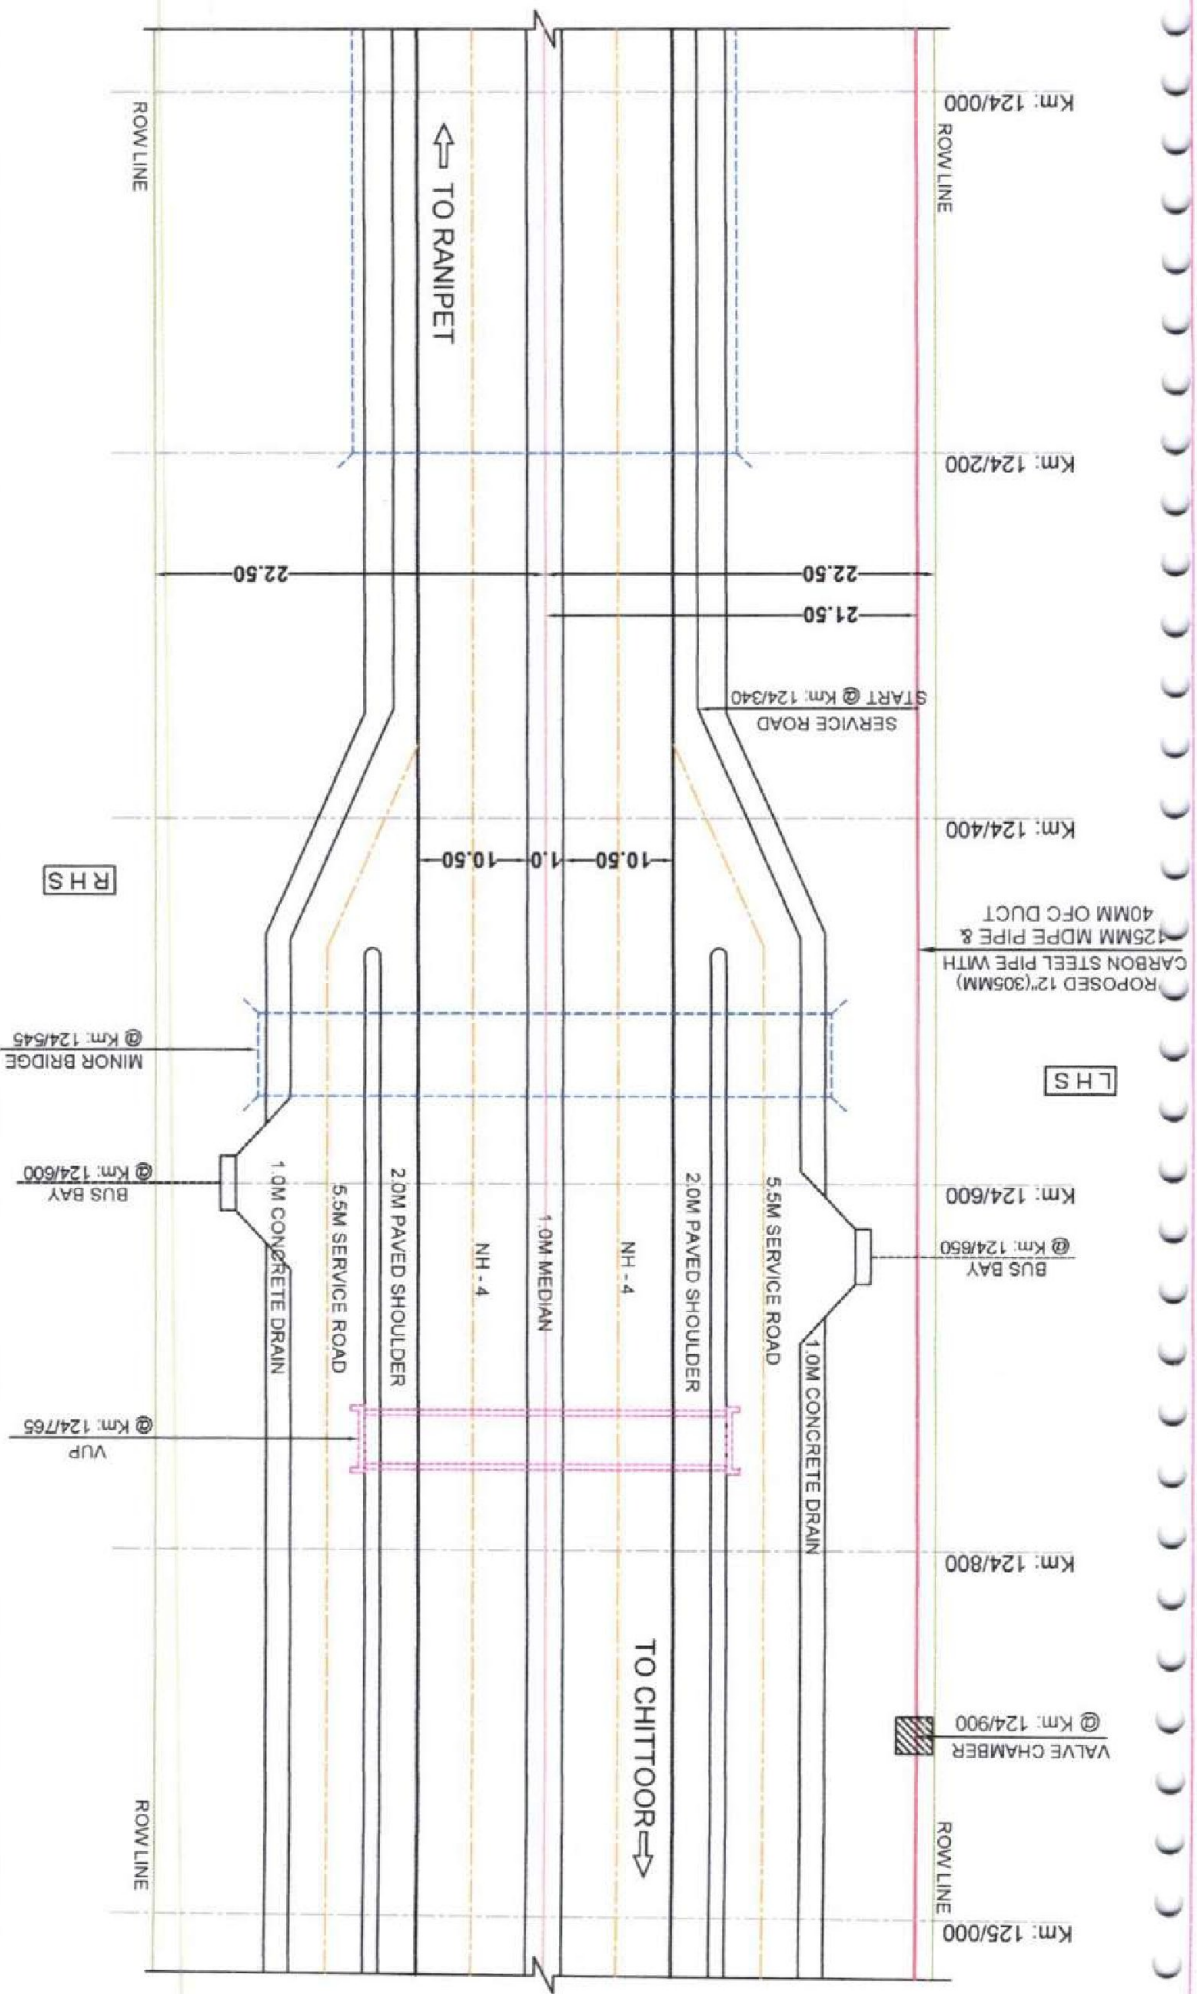 Km: 124/000
ROW LINE
ROW LINE
TO RANIPET
Km: 124/200
22.50
22.50
21.50
SERVICE ROAD
START @ Km: 124/340
Km: 124/400
10.50
1.0
10.50
RHS
ROPOSED 12"(305MM)
CARBON STEEL PIPE WITH
125MM MDPE PIPE &
40MM OFC DUCT
MINOR BRIDGE
@ Km: 124/545
LHS
BUS BAY
@ Km: 124/600
Km: 124/600
BUS BAY
@ Km: 124/650
1.0M CONCRETE DRAIN
5.5M SERVICE ROAD
2.0M PAVED SHOULDER
NH - 4
1.0M MEDIAN
NH - 4
2.0M PAVED SHOULDER
5.5M SERVICE ROAD
1.0M CONCRETE DRAIN
VUP
@ Km: 124/765
Km: 124/800
TO CHITTOOR
VALVE CHAMBER
@ Km: 124/900
ROW LINE
ROW LINE
Km: 125/000